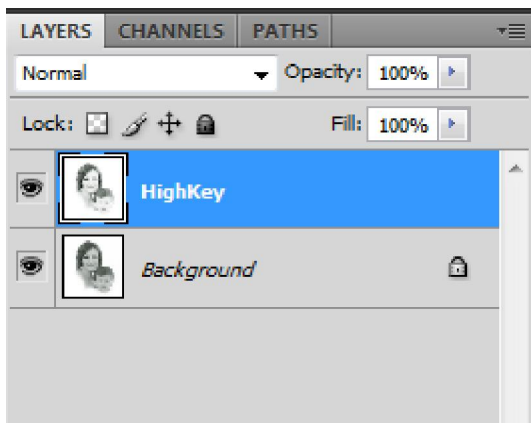 LAYERS CHANNELS PATHS
Normal Opacity: 100%
Lock: Fill: 100%
HighKey
Background